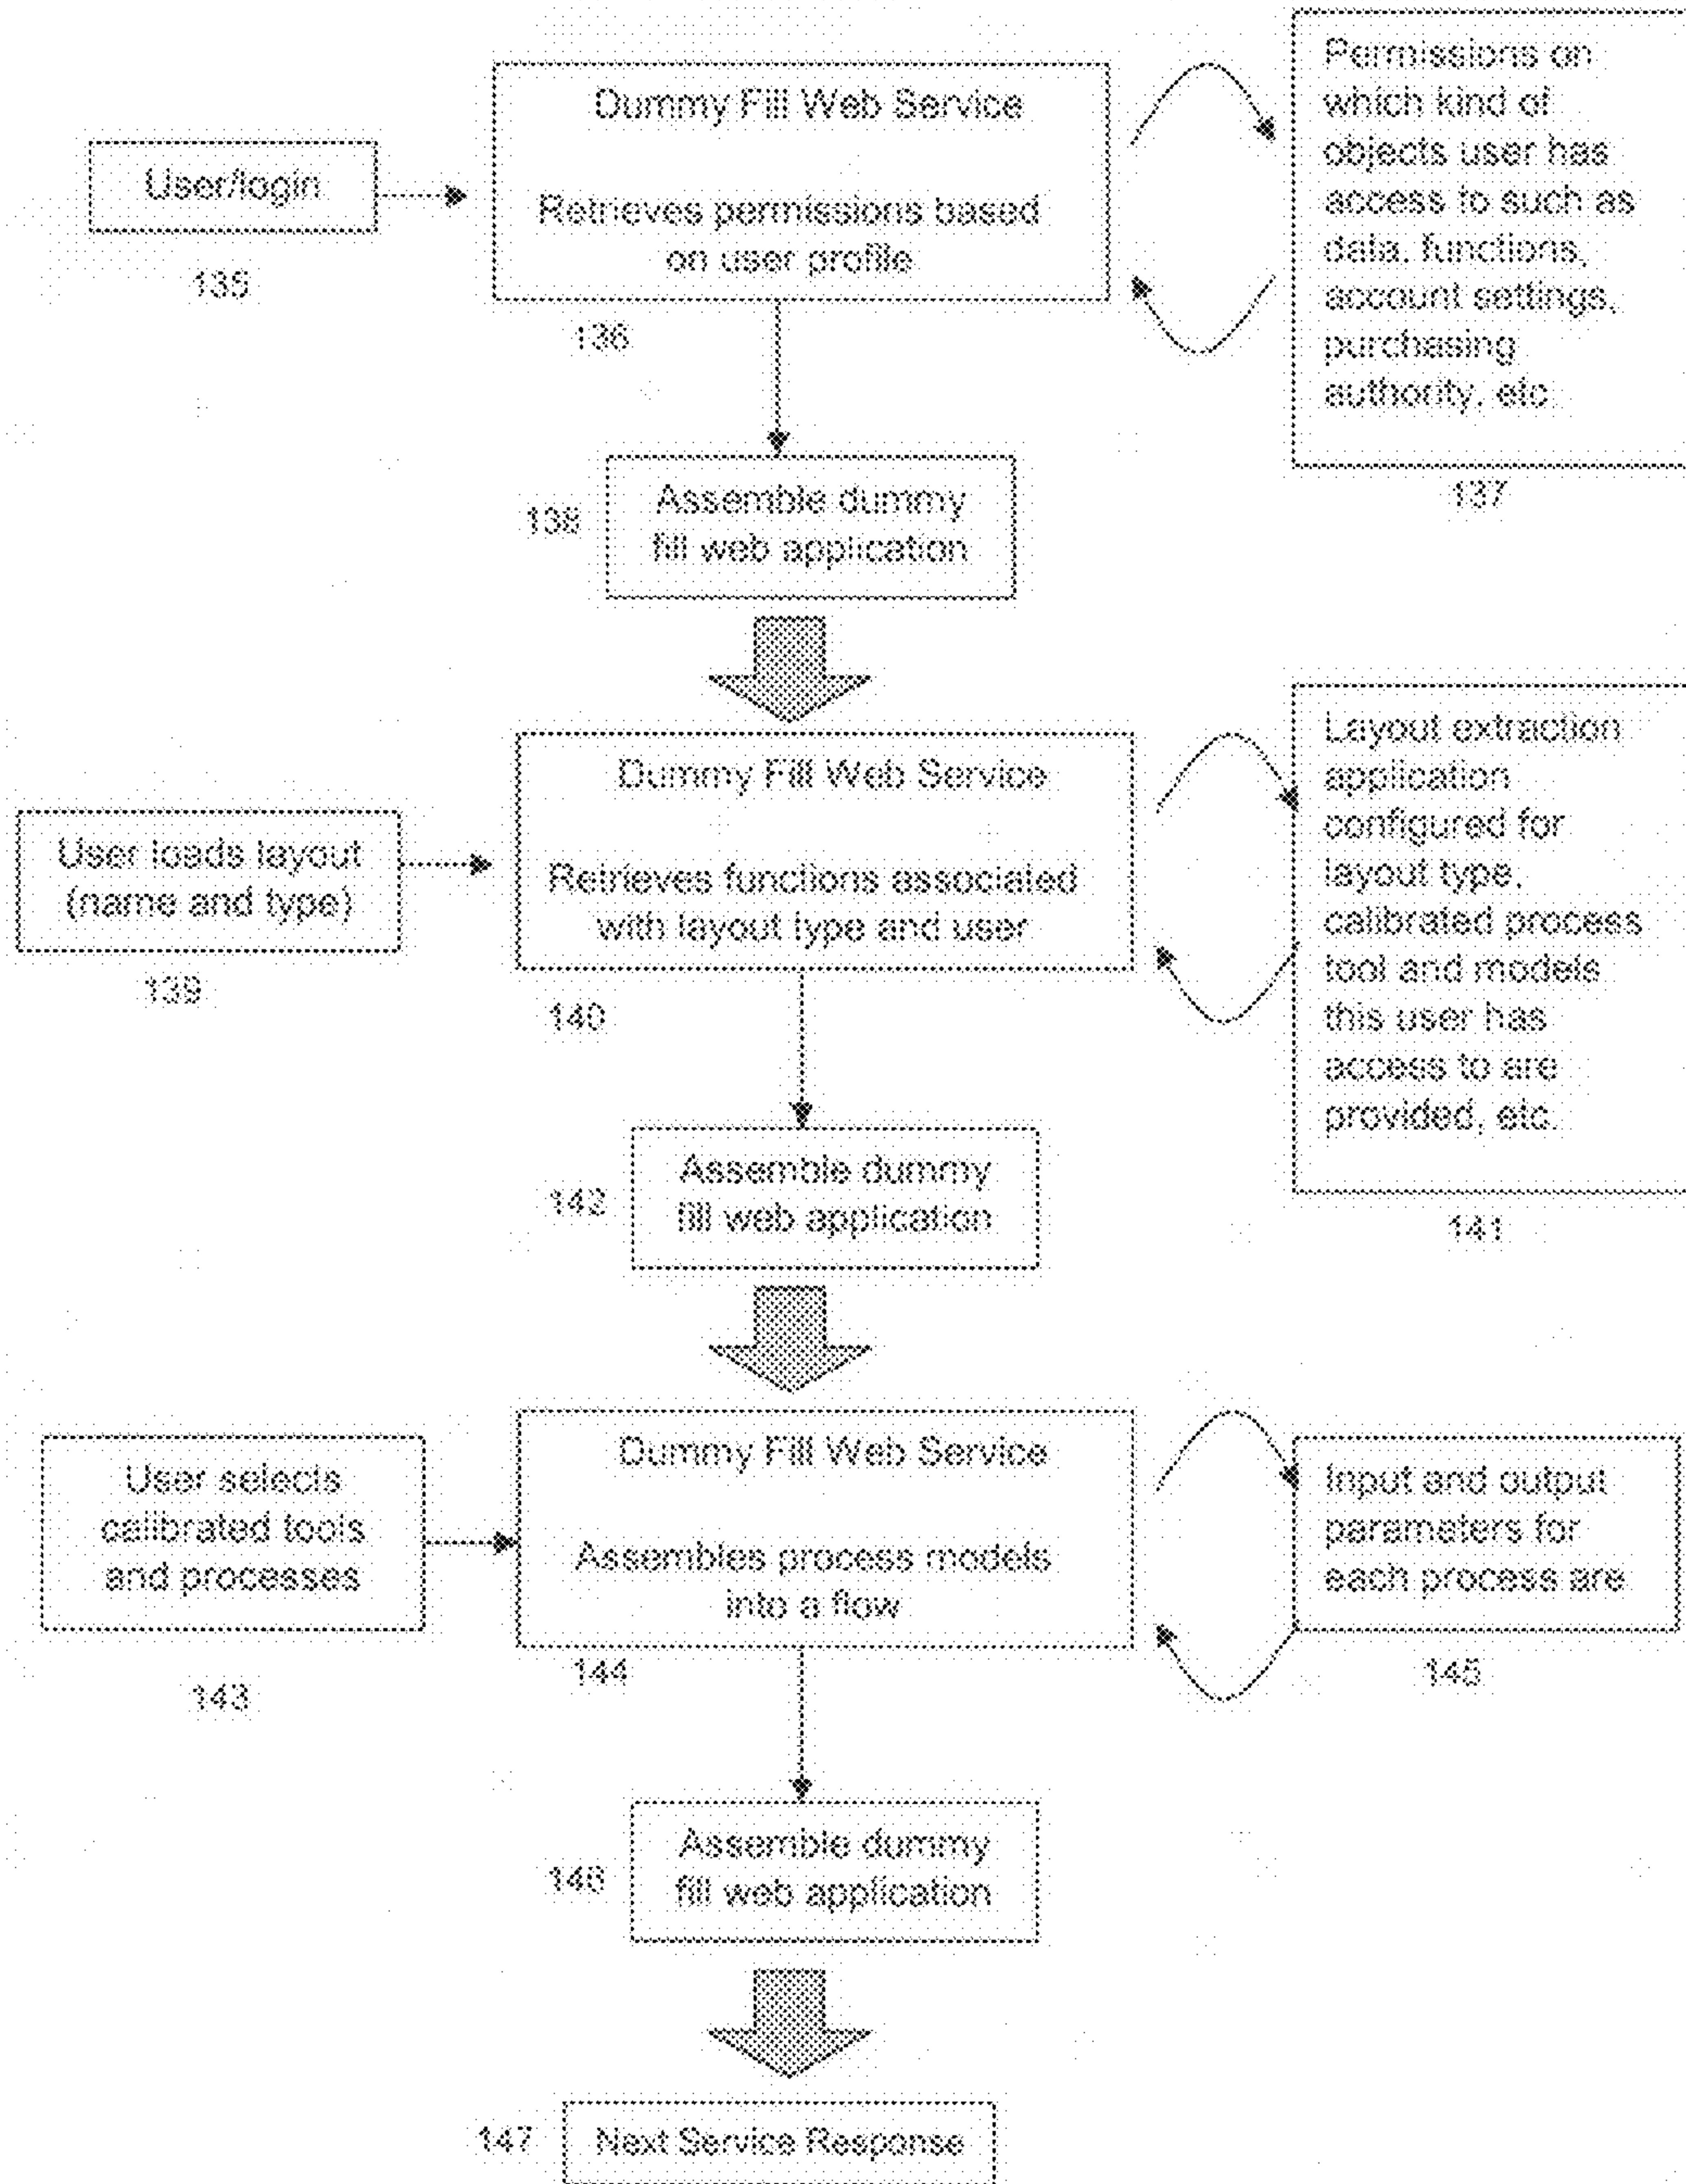 Dummy Fill Web Service
Retrieves permissions based
on user profile
136
User/login
135
Permissions on
which kind of
objects user has
access to such as
data, functions,
account settings,
purchasing
authority, etc
137
138
Assemble dummy
fill web application
User loads layout
(name and type)
139
Dummy Fill Web Service
Retrieves functions associated
with layout type and user
140
Layout extraction
application
configured for
layout type,
calibrated process
tool and models
this user has
access to are
provided, etc.
141
142
Assemble dummy
fill web application
User selects
calibrated tools
and processes
143
Dummy Fill Web Service
Assembles process models
into a flow
144
Input and output
parameters for
each process are
145
146
Assemble dummy
fill web application
147
Next Service Response